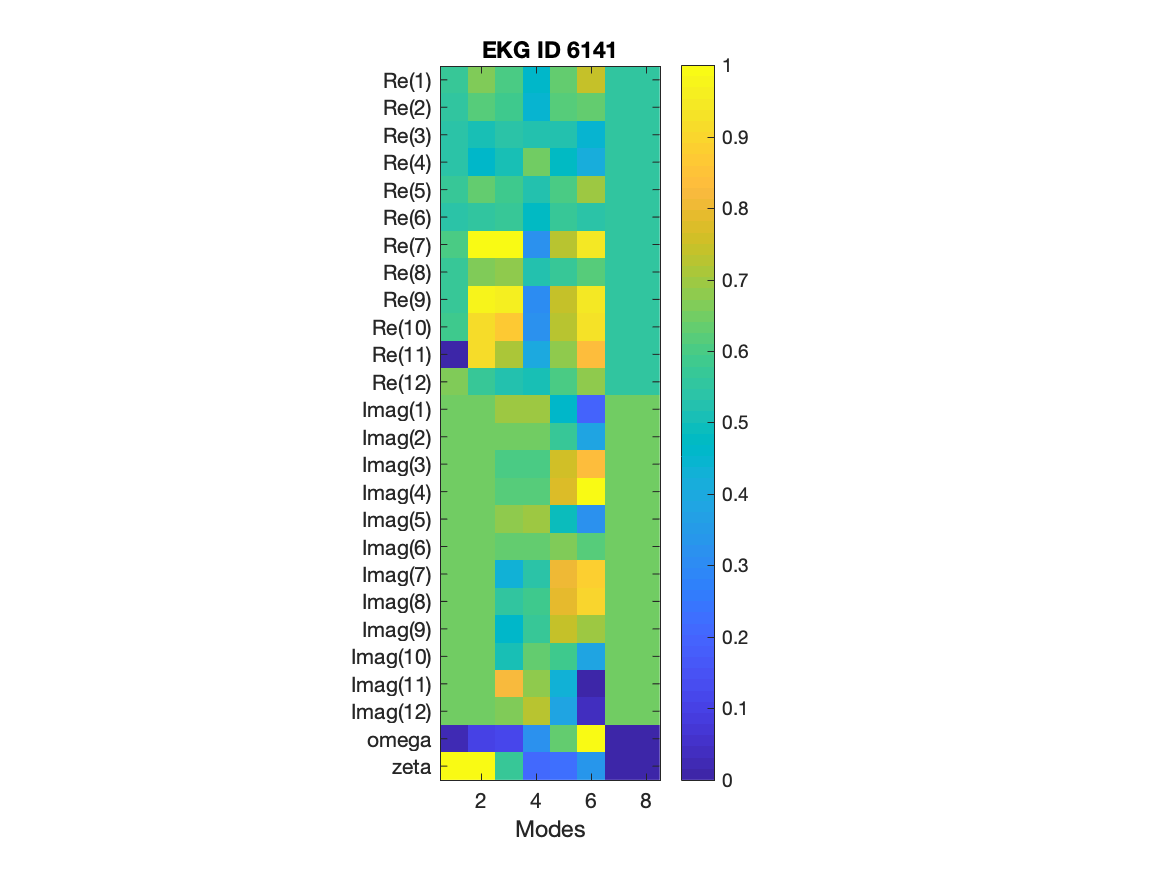 EKG ID 6141
Re(1)
Re(2)
Re(3)
Re(4)
Re(5)
Re(6)
Re(7)
Re(8)
Re(9)
Re(10)
Re(11)
Re(12)
Imag(1)
Imag(2)
Imag(3)
Imag(4)
Imag(5)
Imag(6)
Imag(7)
Imag(8)
Imag(9)
Imag(10)
Imag(11)
Imag(12)
omega
zeta
2 4 6 8
Modes
1
0.9
0.8
0.7
0.6
0.5
0.4
0.3
0.2
0.1
0